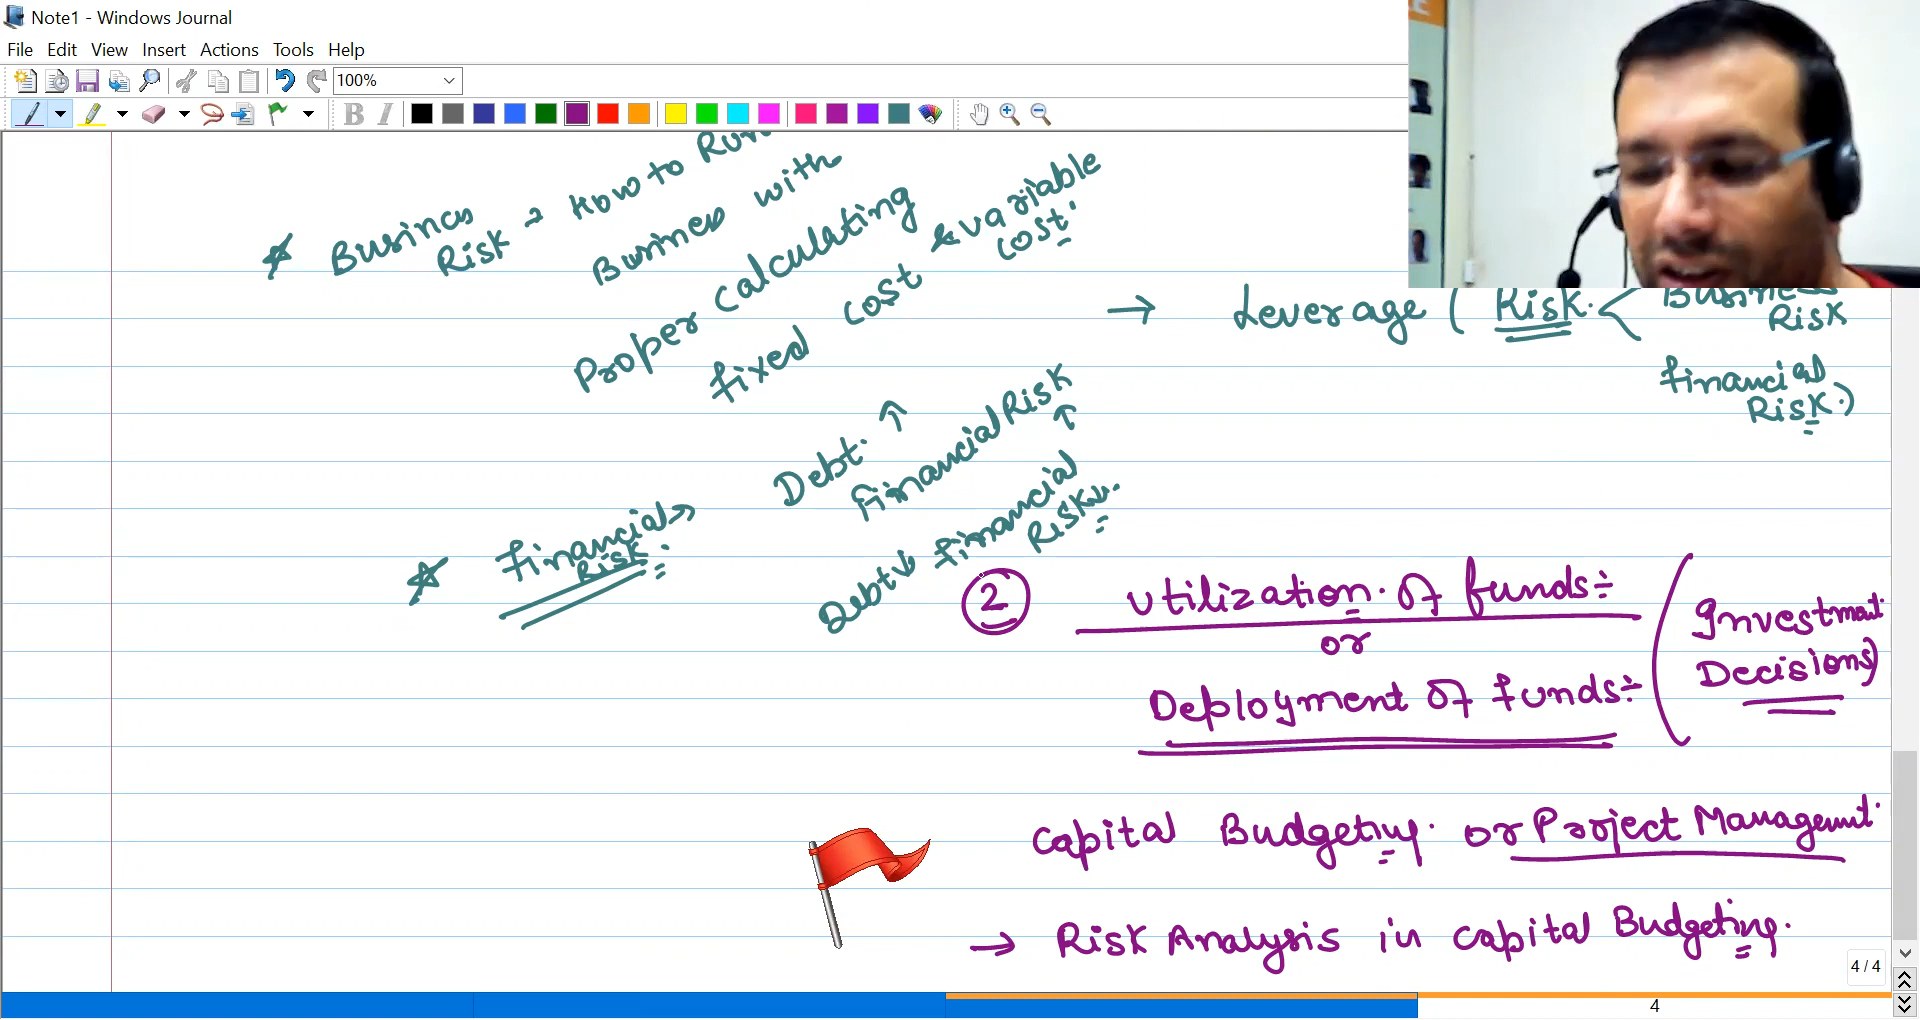 Note1 - Windows Journal
File Edit View Insert Actions Tools Help
100%
B I
★ Business Risk → How to Run
Business with
Proper Calculating
fixed cost & variable cost.
→ Leverage ( Risk. < Business Risk
financial Risk.)
★ financial Risk →
Debt. ↑ financial Risk ↑
Debt ↓ financial Risk ↓.
② Utilization. of funds:-
or
Deployment of funds:-
(Investment Decisions)
Capital Budgeting. or Project Management.
→ Risk Analysis in Capital Budgeting.
4 / 4
4